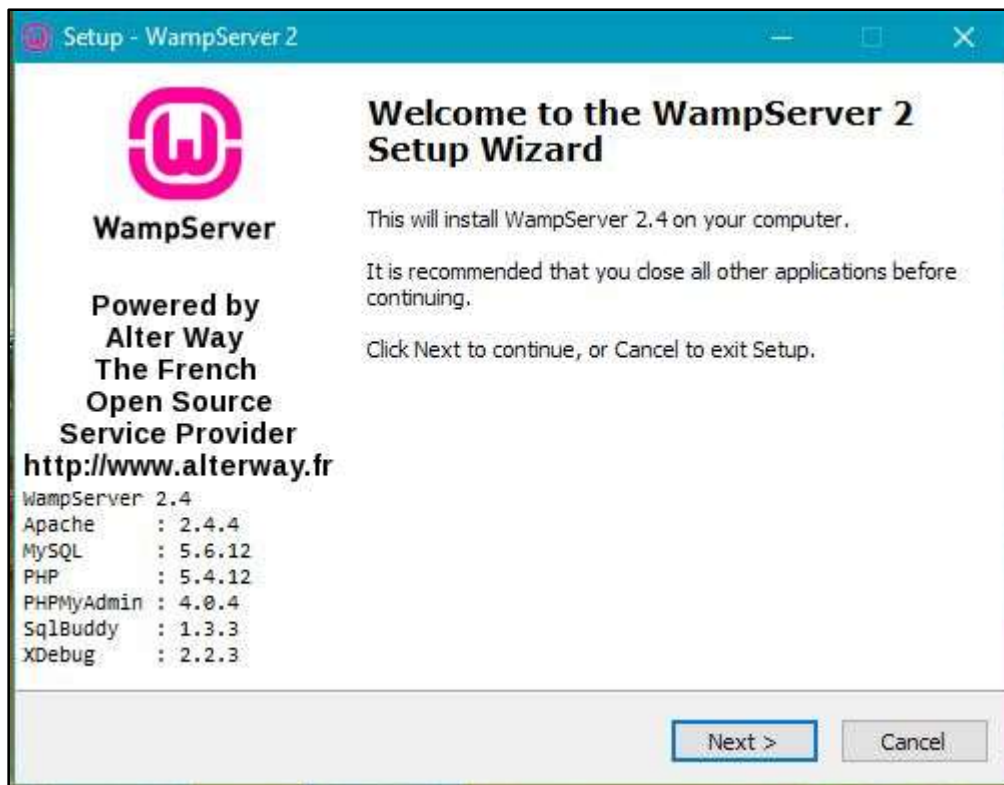 Setup - WampServer 2
WampServer
Powered by
Alter Way
The French
Open Source
Service Provider
http://www.alterway.fr
WampServer 2.4
Apache : 2.4.4
MySQL : 5.6.12
PHP : 5.4.12
PHPMyAdmin : 4.0.4
SqlBuddy : 1.3.3
XDebug : 2.2.3
Welcome to the WampServer 2
Setup Wizard
This will install WampServer 2.4 on your computer.
It is recommended that you close all other applications before
continuing.
Click Next to continue, or Cancel to exit Setup.
Next >
Cancel